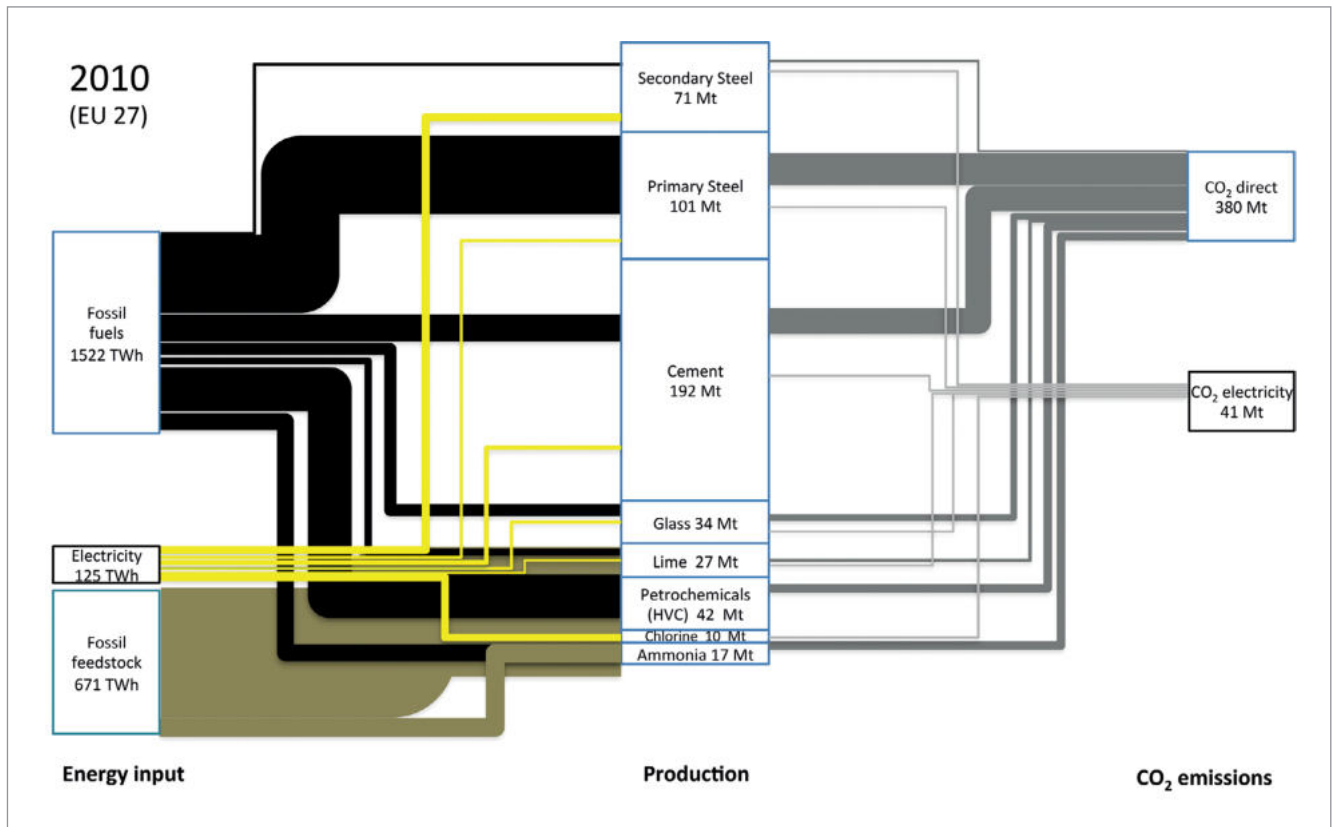 2010
(EU 27)
Secondary Steel
71 Mt
Primary Steel
101 Mt
CO₂ direct
380 Mt
Fossil
fuels
1522 TWh
Cement
192 Mt
CO₂ electricity
41 Mt
Glass 34 Mt
Electricity
125 TWh
Lime 27 Mt
Petrochemicals
(HVC) 42 Mt
Chlorine 10 Mt
Ammonia 17 Mt
Fossil
feedstock
671 TWh
Energy input
Production
CO₂ emissions